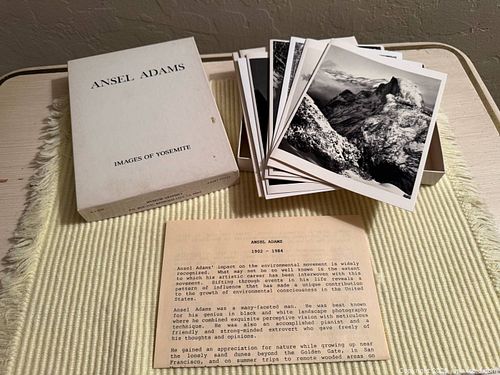 ANSEL ADAMS
IMAGES OF YOSEMITE
ANSEL ADAMS
1902 - 1984
Ansel Adams' impact on the environmental movement is widely
recognized. What may not be so well known is the extent
to which his artistic career has been interwoven with this
movement. Sifting through events in his life reveals a
pattern of influence that has made a unique contribution
to the growth of environmental consciousness in the United
States.
Ansel Adams was a many-faceted man. He was best known
for his genius in black and white landscape photography
where he combined exquisite perceptive vision with meticulous
technique. He was also an accomplished pianist and a
friendly and strong-minded extrovert who gave freely of
his thoughts and opinions.
He gained an appreciation for nature while growing up near
the lonely sand dunes beyond the Golden Gate, in San
Francisco, and on summer trips to remote wooded areas on